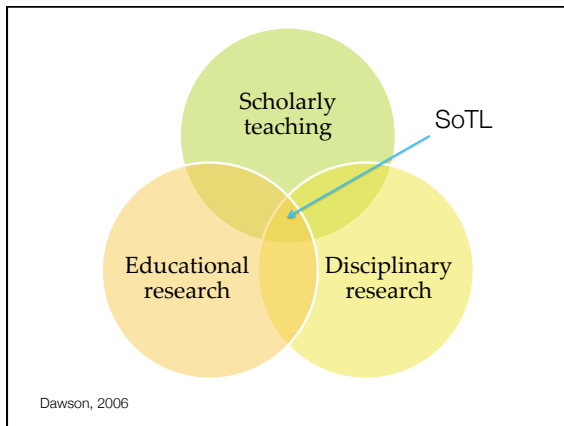 Scholarly
teaching
SoTL
Educational
research
Disciplinary
research
Dawson, 2006